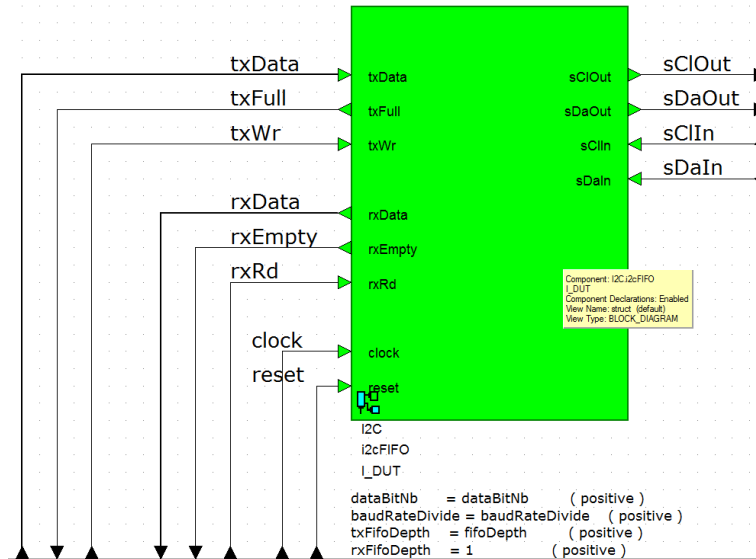 txData
txData
sClOut
sClOut
txFull
txFull
sDaOut
sDaOut
txWr
txWr
sClIn
sClIn
sDaIn
sDaIn
rxData
rxData
rxEmpty
rxEmpty
rxRd
rxRd
Component: I2C.i2cFIFO
I_DUT
Component Declarations: Enabled
View Name: struct (default)
View Type: BLOCK_DIAGRAM
clock
clock
reset
reset
I2C
i2cFIFO
I_DUT
dataBitNb = dataBitNb ( positive )
baudRateDivide = baudRateDivide ( positive )
txFifoDepth = fifoDepth ( positive )
rxFifoDepth = 1 ( positive )